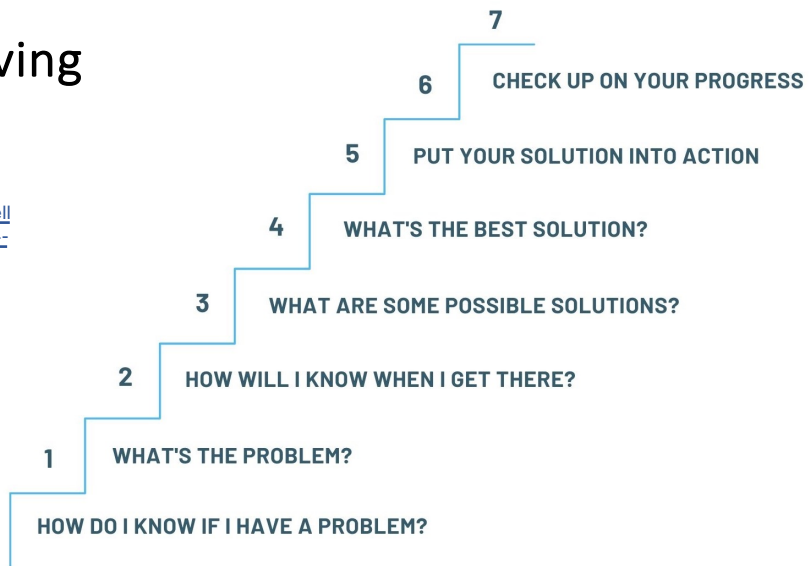 7
ving
6
CHECK UP ON YOUR PROGRESS
5
PUT YOUR SOLUTION INTO ACTION
ell
4
WHAT'S THE BEST SOLUTION?
3
WHAT ARE SOME POSSIBLE SOLUTIONS?
2
HOW WILL I KNOW WHEN I GET THERE?
1
WHAT'S THE PROBLEM?
HOW DO I KNOW IF I HAVE A PROBLEM?